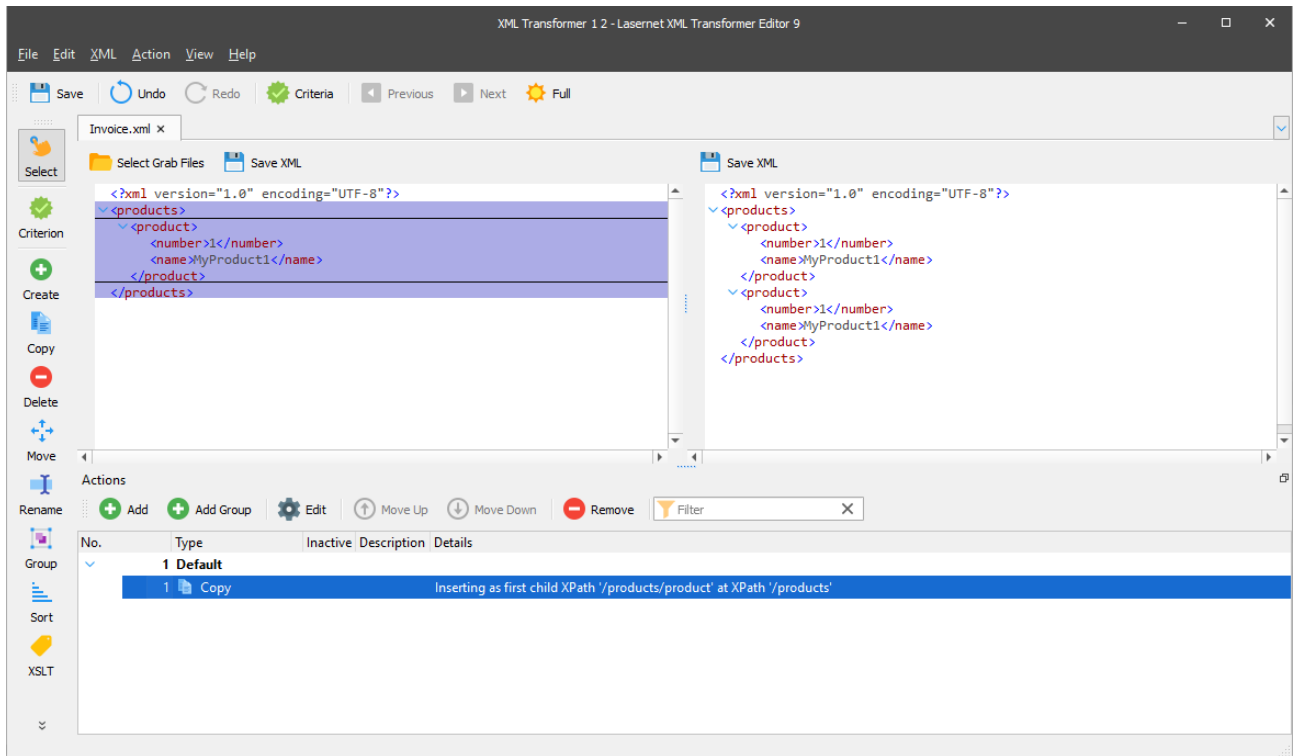 XML Transformer 1 2 - Lasernet XML Transformer Editor 9
File Edit XML Action View Help
Save Undo Redo Criteria Previous Next Full
Invoice.xml
Select
Criterion
Create
Copy
Delete
Move
Rename
Group
Sort
XSLT
Select Grab Files Save XML
<?xml version="1.0" encoding="UTF-8"?>
<products>
<product>
<number>1</number>
<name>MyProduct1</name>
</product>
</products>
Save XML
<?xml version="1.0" encoding="UTF-8"?>
<products>
<product>
<number>1</number>
<name>MyProduct1</name>
</product>
<product>
<number>1</number>
<name>MyProduct1</name>
</product>
</products>
Actions
Add Add Group Edit Move Up Move Down Remove Filter
No. Type Inactive Description Details
1 Default
1 Copy Inserting as first child XPath '/products/product' at XPath '/products'